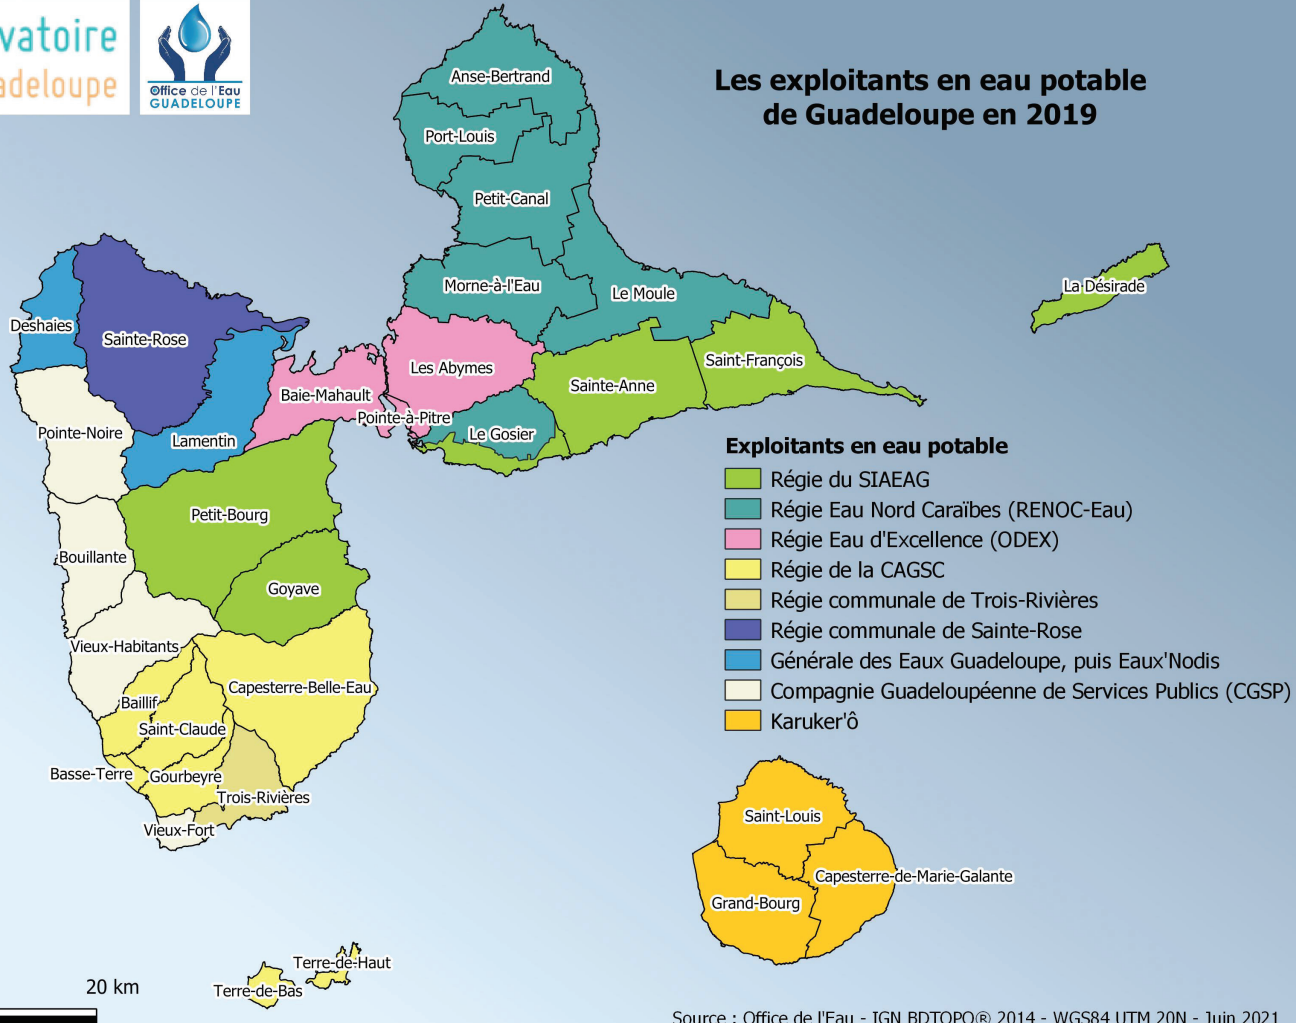 vatoire
adeloupe
Office de l'Eau
GUADELOUPE
Les exploitants en eau potable
de Guadeloupe en 2019
Anse-Bertrand
Port-Louis
Petit-Canal
Morne-à-l'Eau
Le Moule
La Désirade
Deshaies
Sainte-Rose
Les Abymes
Saint-François
Sainte-Anne
Baie-Mahault
Pointe-à-Pitre
Le Gosier
Pointe-Noire
Lamentin
Petit-Bourg
Bouillante
Goyave
Vieux-Habitants
Capesterre-Belle-Eau
Baillif
Saint-Claude
Basse-Terre
Gourbeyre
Trois-Rivières
Vieux-Fort
Exploitants en eau potable
Régie du SIAEAG
Régie Eau Nord Caraïbes (RENOC-Eau)
Régie Eau d'Excellence (ODEX)
Régie de la CAGSC
Régie communale de Trois-Rivières
Régie communale de Sainte-Rose
Générale des Eaux Guadeloupe, puis Eaux'Nodis
Compagnie Guadeloupéenne de Services Publics (CGSP)
Karuker'ô
Saint-Louis
Capesterre-de-Marie-Galante
Grand-Bourg
Terre-de-Haut
Terre-de-Bas
20 km
Source : Office de l'Eau - IGN BDTOPO® 2014 - WGS84 UTM 20N - Juin 2021